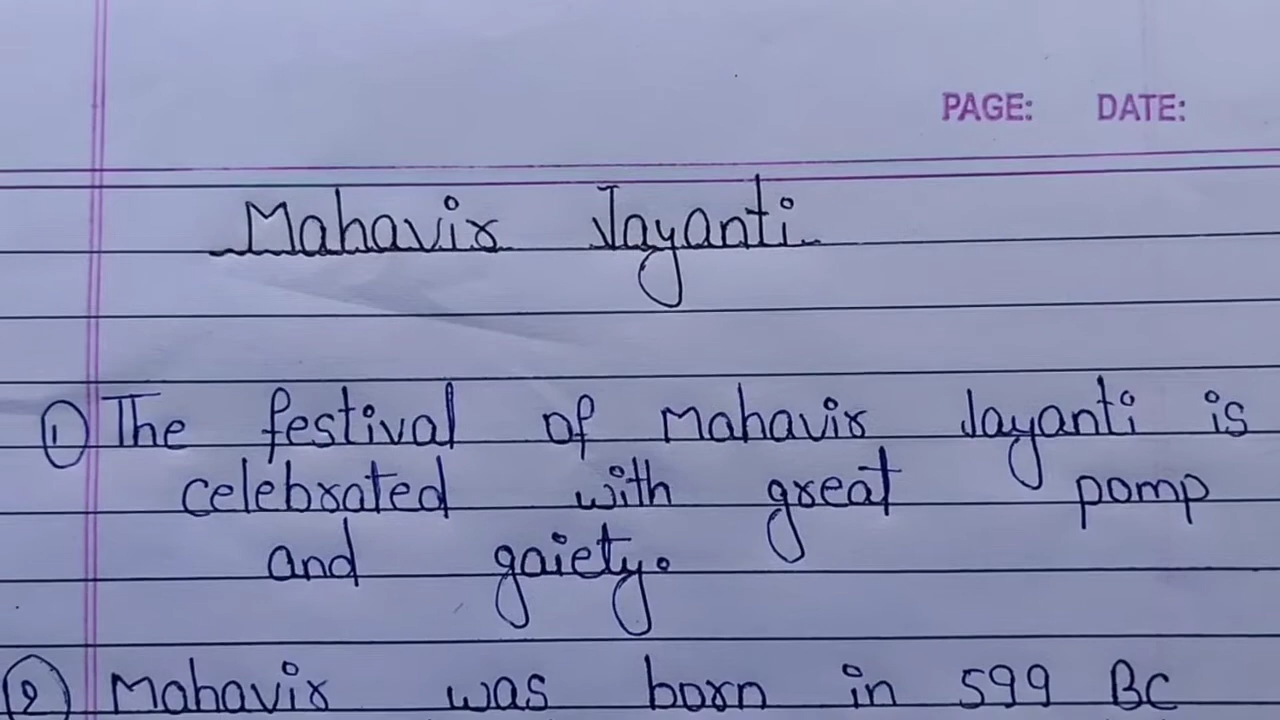 PAGE: DATE:
Mahavir Jayanti
① The festival of Mahavir Jayanti is
celebrated with great pomp
and gaiety.
② Mahavir was born in 599 BC